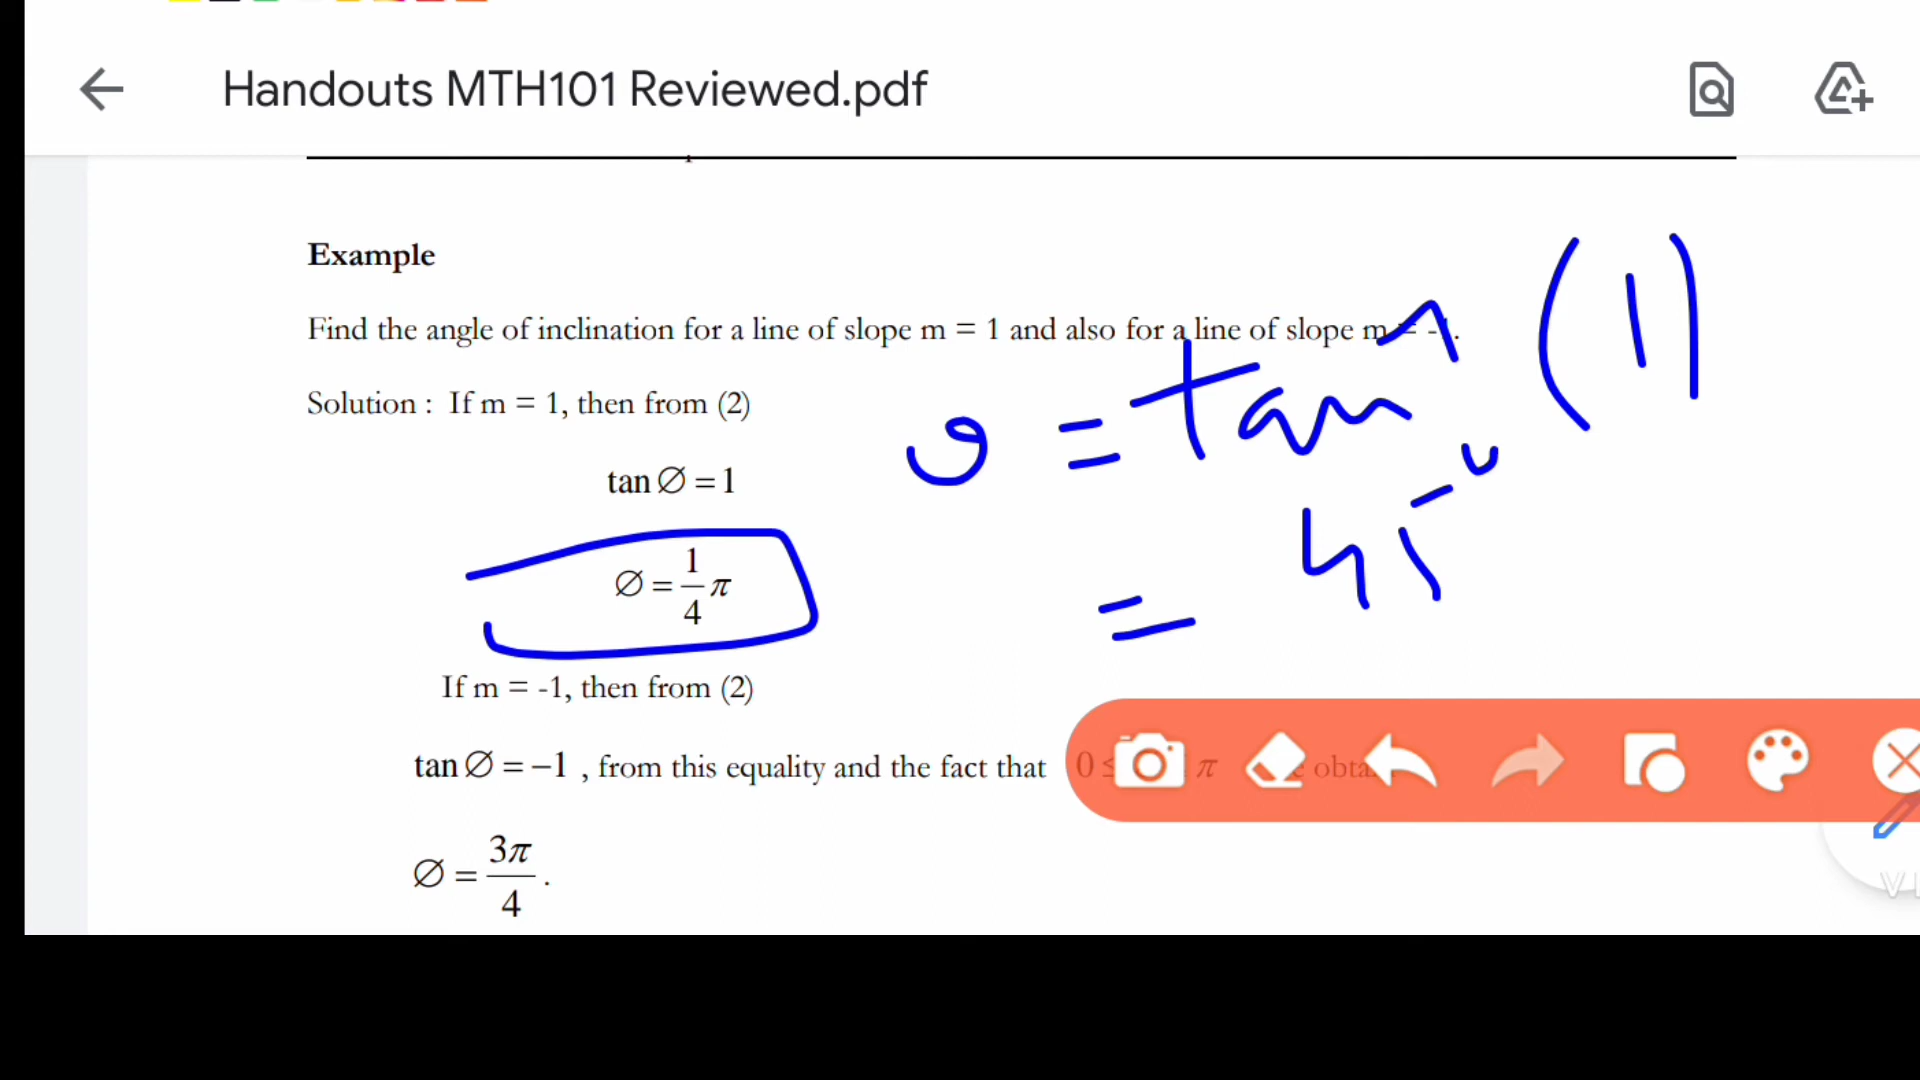 Handouts MTH101 Reviewed.pdf
Example
Find the angle of inclination for a line of slope m = 1 and also for a line of slope m = -1.
Solution : If m = 1, then from (2)
tan Ø = 1
Ø = 1/4 π
If m = -1, then from (2)
tan Ø = −1 , from this equality and the fact that 0 ≤ π
Ø = 3π/4 .
= tan (1)
= 45°